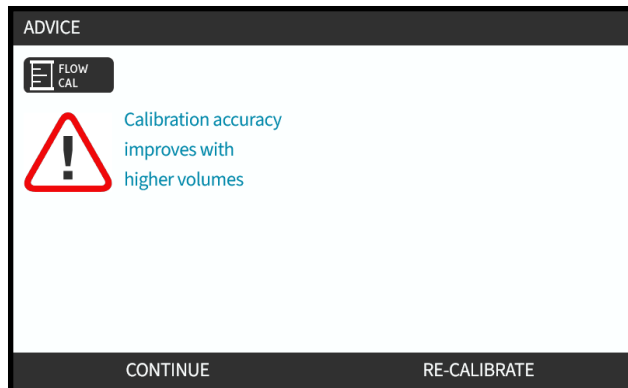 ADVICE
FLOW
CAL
Calibration accuracy
improves with
higher volumes
CONTINUE
RE-CALIBRATE